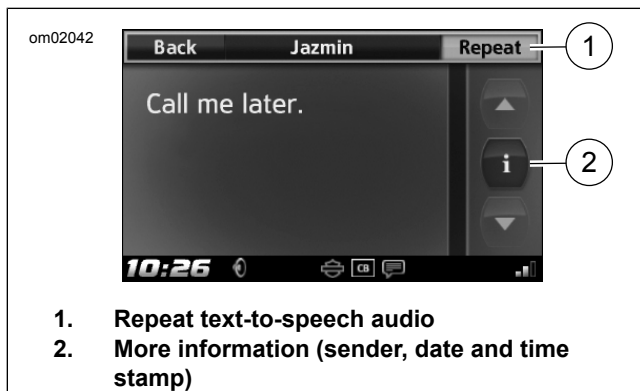 om02042
Back Jazmin Repeat
1
Call me later.
i
2
10:26 CB
1. Repeat text-to-speech audio
2. More information (sender, date and time
stamp)